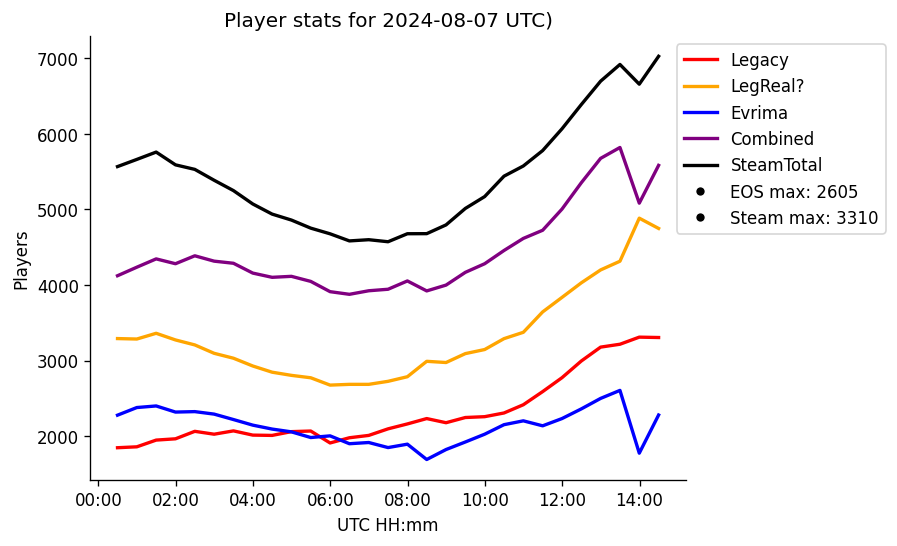 Player stats for 2024-08-07 UTC)
7000
6000
5000
4000
3000
2000
Players
00:00 02:00 04:00 06:00 08:00 10:00 12:00 14:00
UTC HH:mm
Legacy
LegReal?
Evrima
Combined
SteamTotal
EOS max: 2605
Steam max: 3310